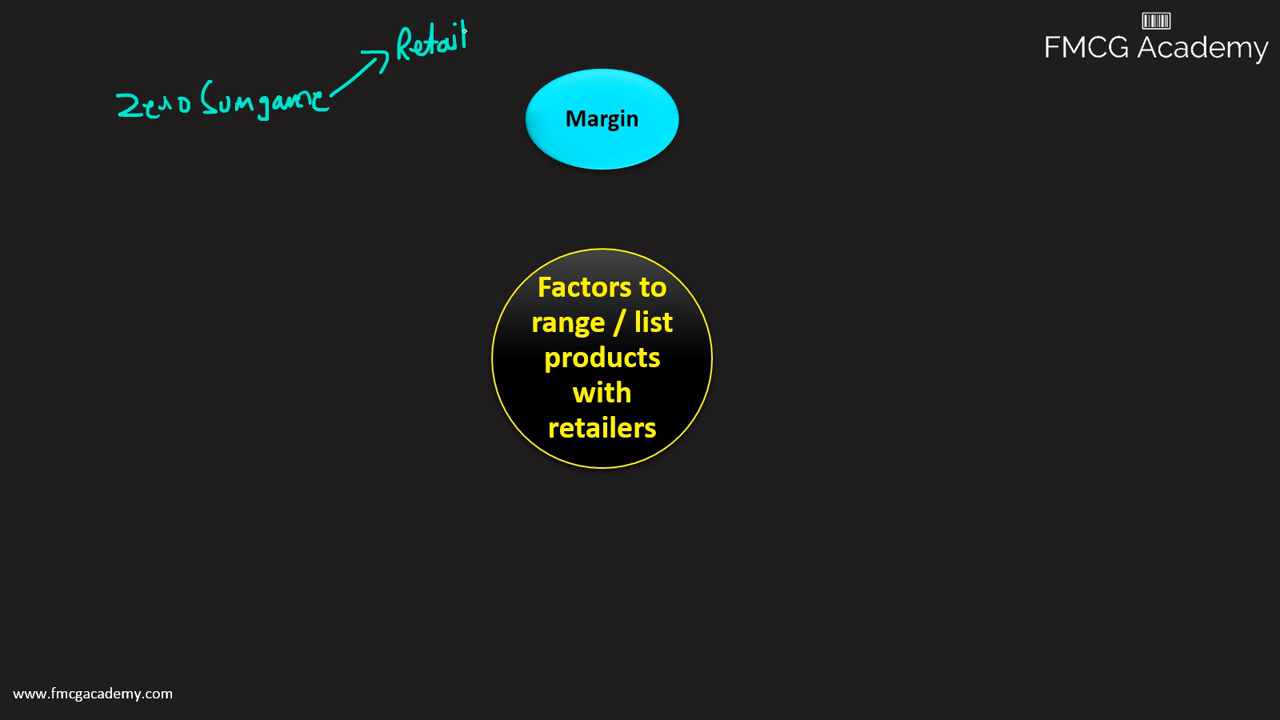 Retail
FMCG Academy
Zero Sum game
Margin
Factors to
range / list
products
with
retailers
www.fmcgacademy.com